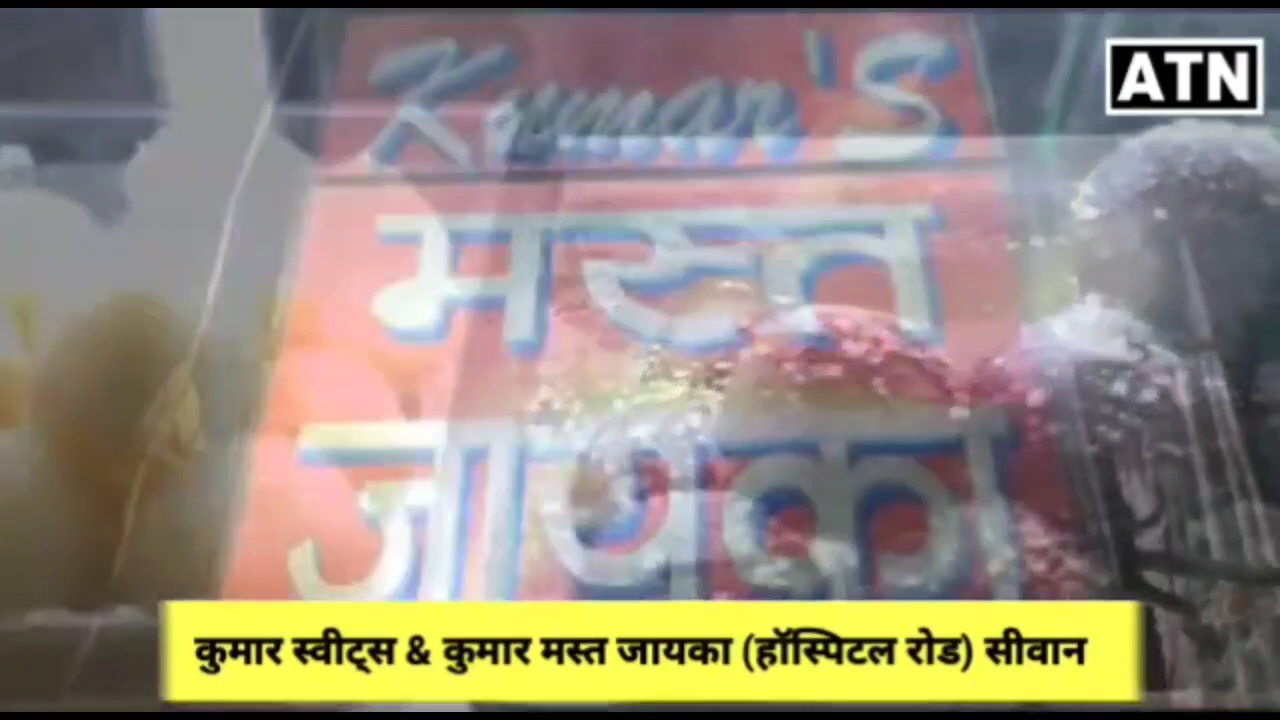 ATN
Kumar's
मस्त
जायका
कुमार स्वीट्स & कुमार मस्त जायका (हॉस्पिटल रोड) सीवान